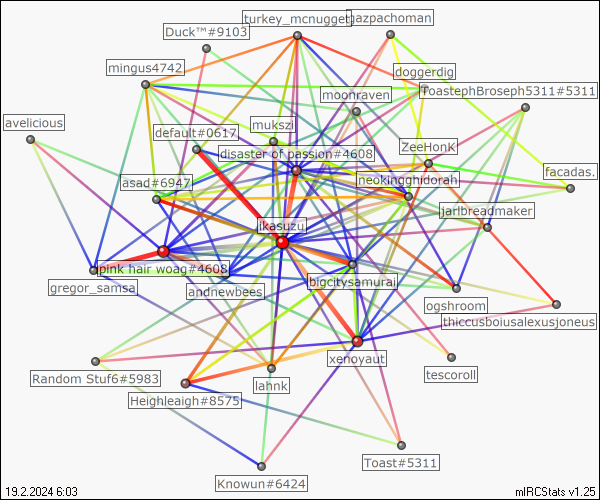 turkey_mcnugget
gazpachoman
Duck™#9103
mingus4742
doggerdig
ToastephBroseph5311#5311
moonraven
avelicious
mukszi
default#0617
ZeeHonK
disaster of passion#4608
facadas.
neokingghidorah
asad#6947
jarlbreadmaker
ikasuzu
pink hair woag#4608
gregor_samsa
andnewbees
bigcitysamurai
ogshroom
thiccusboiusalexusjoneus
xenoyaut
Random Stuf6#5983
lahnk
tescoroll
Heighleaigh#8575
Toast#5311
Knowun#6424
19.2.2024 6:03
mIRCStats v1.25